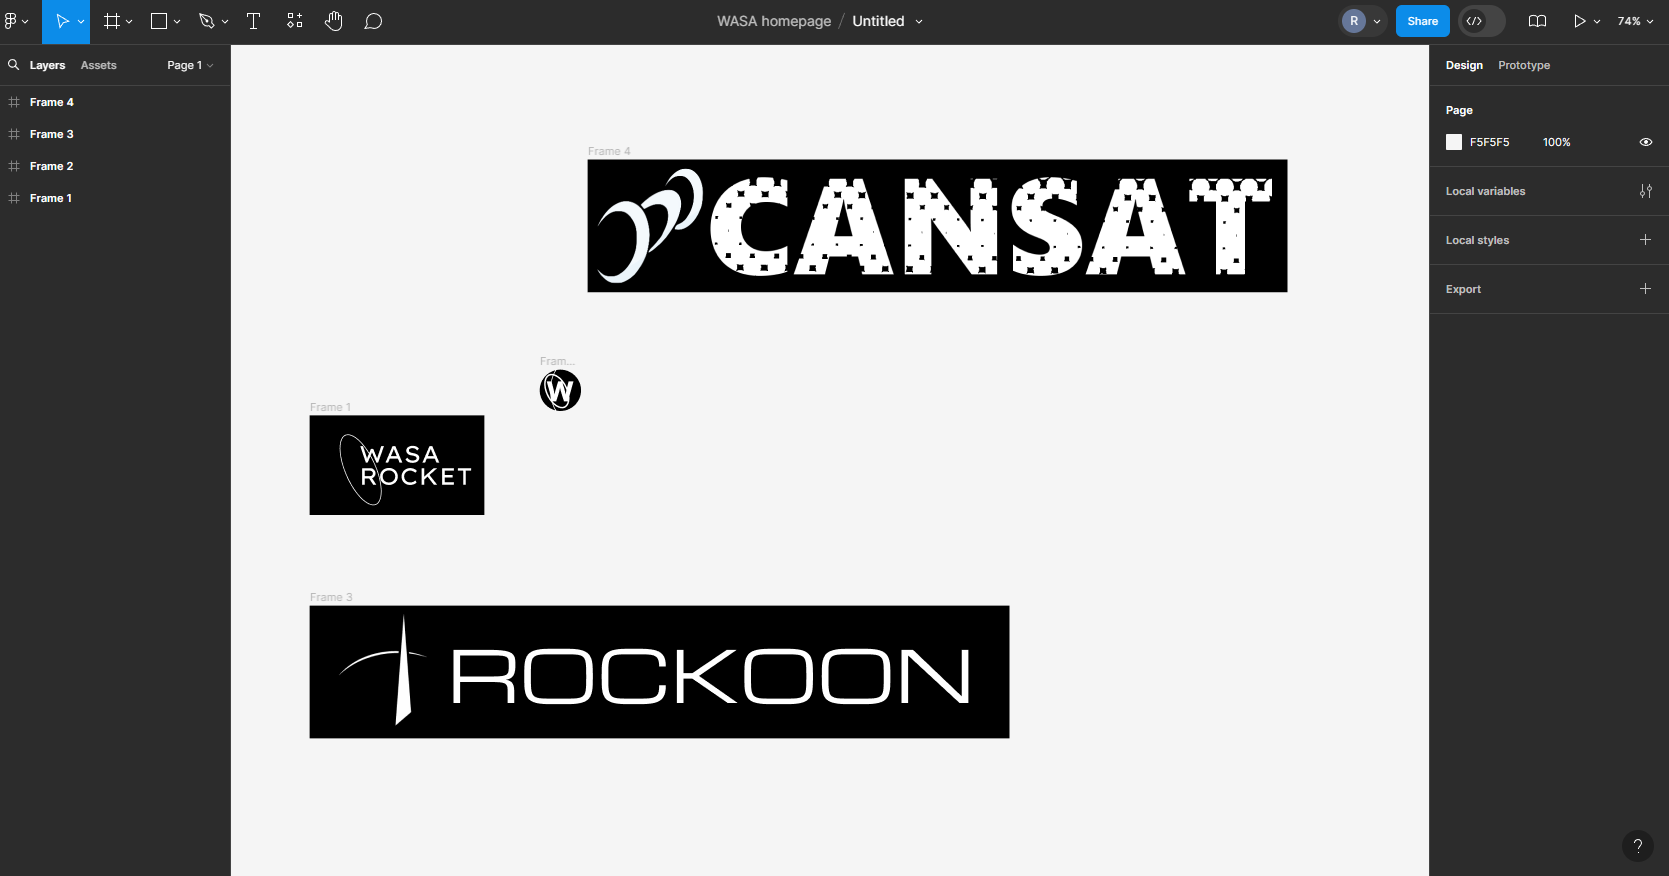 WASA homepage / Untitled
R
Share
74%
Layers
Assets
Page 1
Frame 4
Frame 3
Frame 2
Frame 1
Frame 4
CANSAT
Fram...
W
Frame 1
WASA
ROCKET
Frame 3
ROCKOON
Design
Prototype
Page
F5F5F5
100%
Local variables
Local styles
Export
?